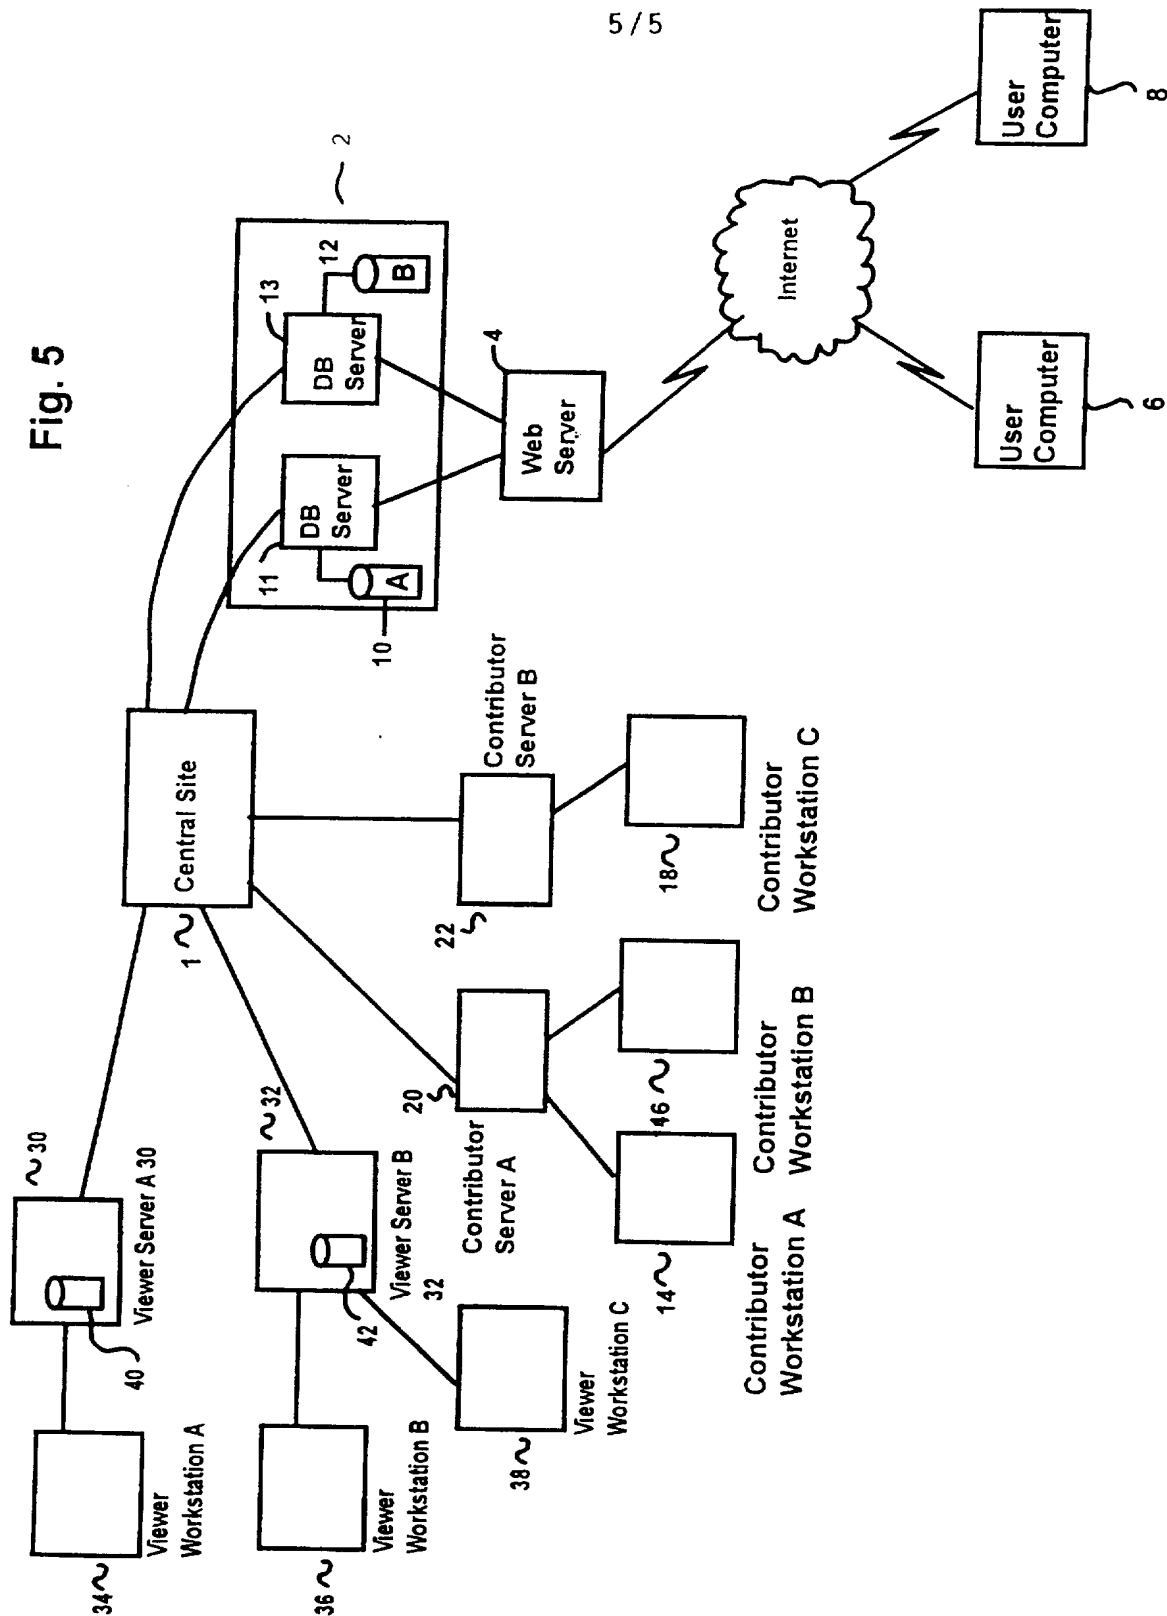 5/5
Fig. 5
34
Viewer
Workstation A
40
30
Viewer Server A 30
36
Viewer
Workstation B
42
32
Viewer Server B
32
38
Viewer
Workstation C
1
Central Site
20
Contributor
Server A
22
Contributor
Server B
14
Contributor
Workstation A
46
Contributor
Workstation B
18
Contributor
Workstation C
2
10
A
11
DB
Server
13
DB
Server
12
B
4
Web
Server
Internet
User
Computer
6
User
Computer
8